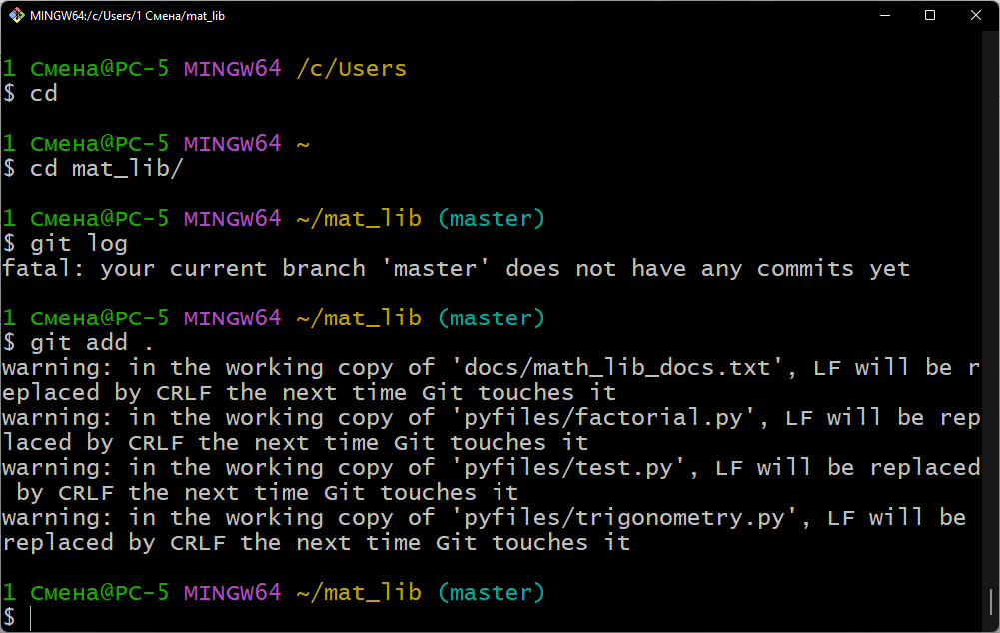 MINGW64:/c/Users/1 Смена/mat_lib
1 Смена@PC-5 MINGW64 /c/Users
$ cd
1 Смена@PC-5 MINGW64 ~
$ cd mat_lib/
1 Смена@PC-5 MINGW64 ~/mat_lib (master)
$ git log
fatal: your current branch 'master' does not have any commits yet
1 Смена@PC-5 MINGW64 ~/mat_lib (master)
$ git add .
warning: in the working copy of 'docs/math_lib_docs.txt', LF will be r
eplaced by CRLF the next time Git touches it
warning: in the working copy of 'pyfiles/factorial.py', LF will be rep
laced by CRLF the next time Git touches it
warning: in the working copy of 'pyfiles/test.py', LF will be replaced
 by CRLF the next time Git touches it
warning: in the working copy of 'pyfiles/trigonometry.py', LF will be
replaced by CRLF the next time Git touches it
1 Смена@PC-5 MINGW64 ~/mat_lib (master)
$